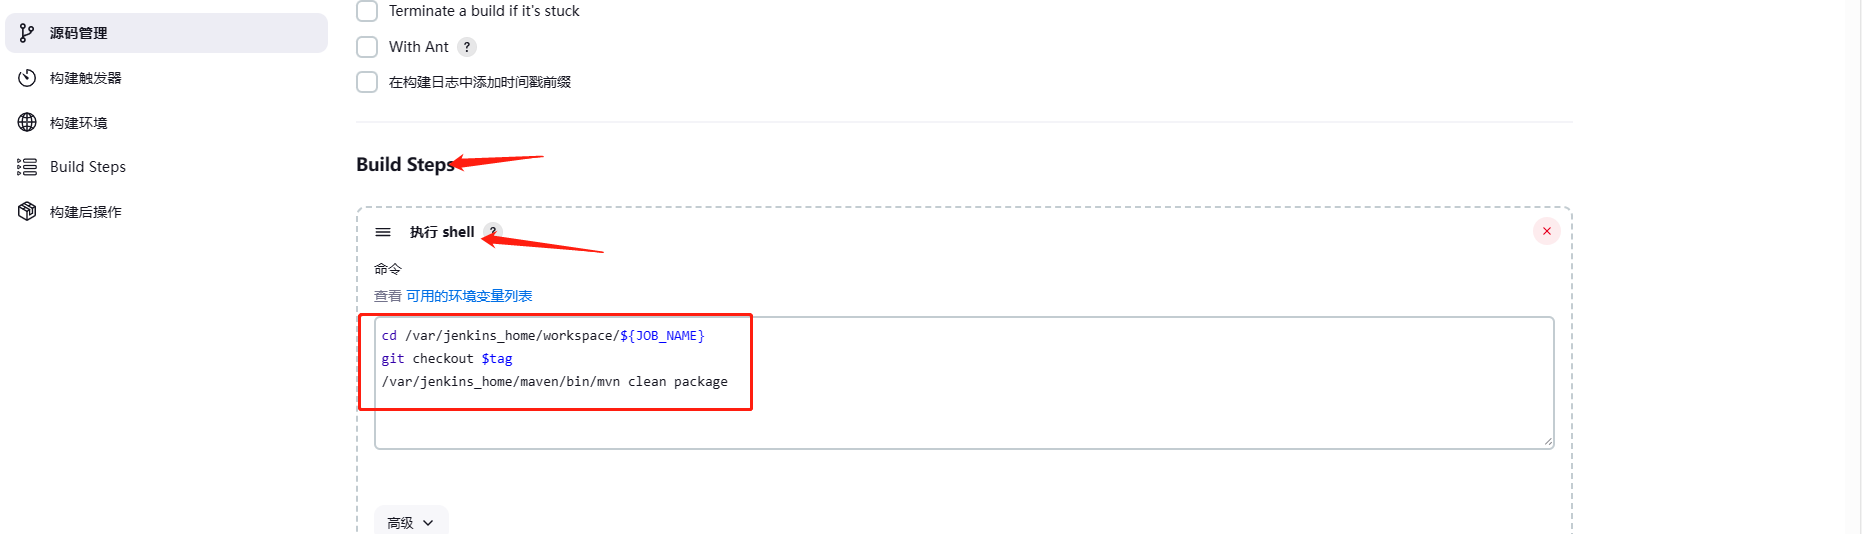 源码管理
构建触发器
构建环境
Build Steps
构建后操作
Terminate a build if it's stuck
With Ant ?
在构建日志中添加时间戳前缀
Build Steps
执行 shell ?
命令
查看 可用的环境变量列表
cd /var/jenkins_home/workspace/${JOB_NAME}
git checkout $tag
/var/jenkins_home/maven/bin/mvn clean package
高级